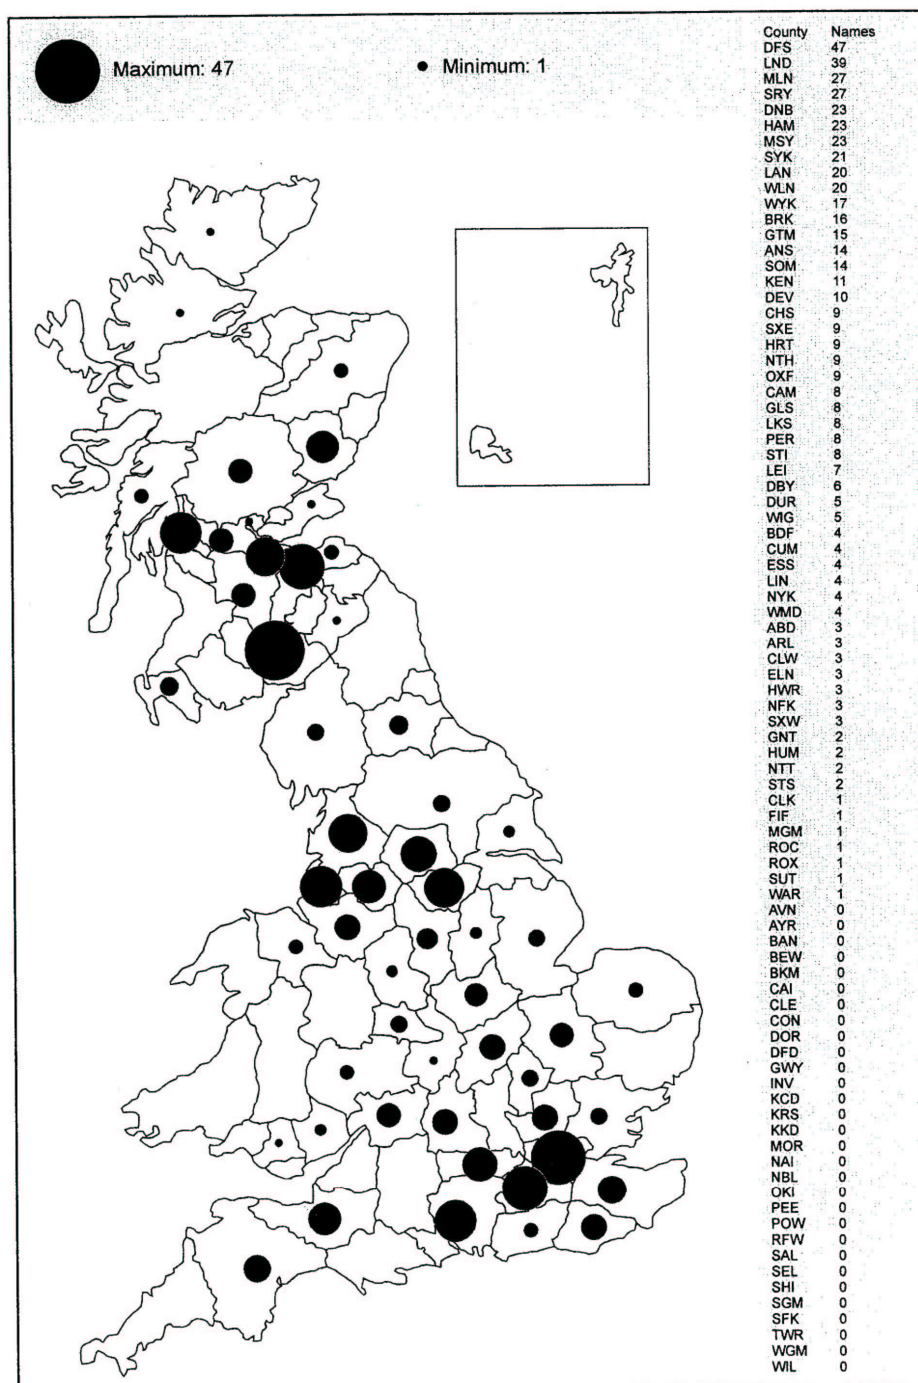 Maximum: 47
Minimum: 1
County Names
DFS 47
LND 39
MLN 27
SRY 27
DNB 23
HAM 23
MSY 23
SYK 21
LAN 20
WLN 20
WYK 17
BRK 16
GTM 15
ANS 14
SOM 14
KEN 11
DEV 10
CHS 9
SXE 9
HRT 9
NTH 9
OXF 9
CAM 8
GLS 8
LKS 8
PER 8
STI 8
LEI 7
DBY 6
DUR 5
WIG 5
BDF 4
CUM 4
ESS 4
LIN 4
NYK 4
WMD 4
ABD 3
ARL 3
CLW 3
ELN 3
HWR 3
NFK 3
SXW 3
GNT 2
HUM 2
NTT 2
STS 2
CLK 1
FIF 1
MGM 1
ROC 1
ROX 1
SUT 1
WAR 1
AVN 0
AYR 0
BAN 0
BEW 0
BKM 0
CAI 0
CLE 0
CON 0
DOR 0
DFD 0
GWY 0
INV 0
KCD 0
KRS 0
KKD 0
MOR 0
NAI 0
NBL 0
OKI 0
PEE 0
POW 0
RFW 0
SAL 0
SEL 0
SHI 0
SGM 0
SFK 0
TWR 0
WGM 0
WIL 0